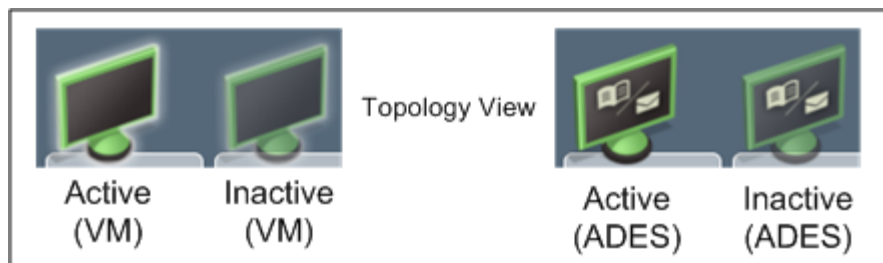 Topology View
Active
(VM)
Inactive
(VM)
Active
(ADES)
Inactive
(ADES)